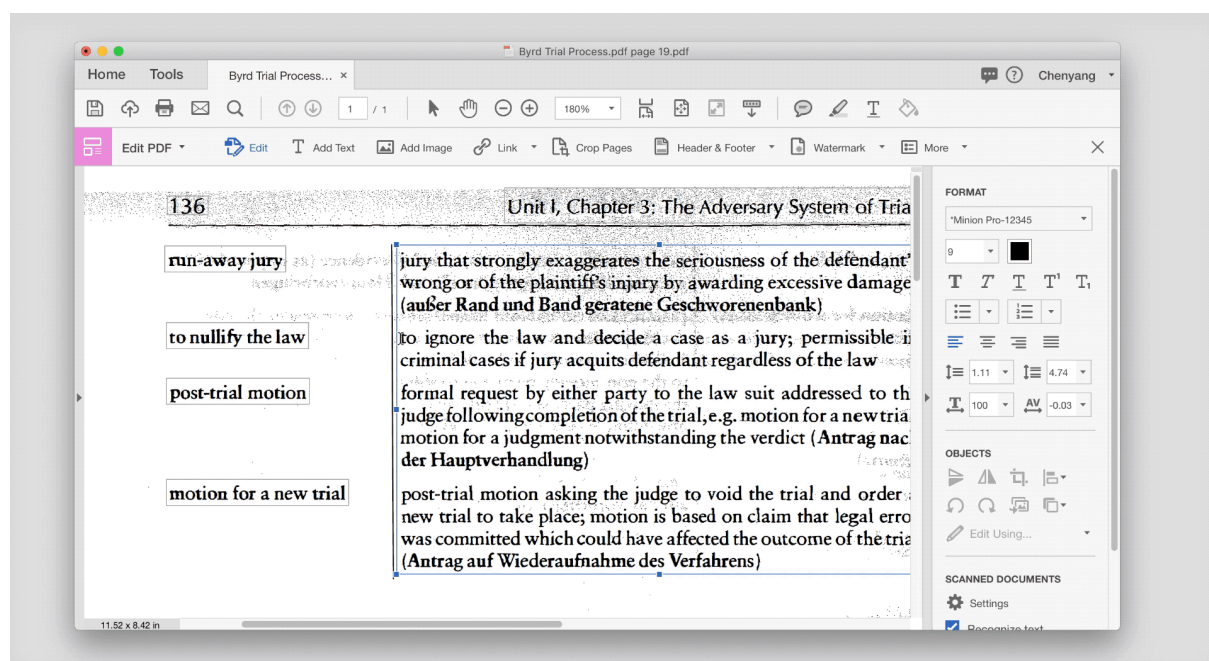 Byrd Trial Process.pdf page 19.pdf
Home Tools Byrd Trial Process... × ? Chenyang
1 / 1 180%
Edit PDF Edit Add Text Add Image Link Crop Pages Header & Footer Watermark More
136 Unit I, Chapter 3: The Adversary System of Tria
run-away jury
jury that strongly exaggerates the seriousness of the defendant'
wrong or of the plaintiff's injury by awarding excessive damage
(außer Rand und Band geratene Geschworenenbank)
to nullify the law
to ignore the law and decide a case as a jury; permissible i
criminal cases if jury acquits defendant regardless of the law
post-trial motion
formal request by either party to the law suit addressed to th
judge following completion of the trial, e.g. motion for a new tria
motion for a judgment notwithstanding the verdict (Antrag nac
der Hauptverhandlung)
motion for a new trial
post-trial motion asking the judge to void the trial and order
new trial to take place; motion is based on claim that legal erro
was committed which could have affected the outcome of the tria
(Antrag auf Wiederaufnahme des Verfahrens)
11.52 x 8.42 in
FORMAT
*Minion Pro-12345
9
T T T T¹ T₁
1.11 4.74
100 AV -0.03
OBJECTS
Edit Using...
SCANNED DOCUMENTS
Settings
Recognize text